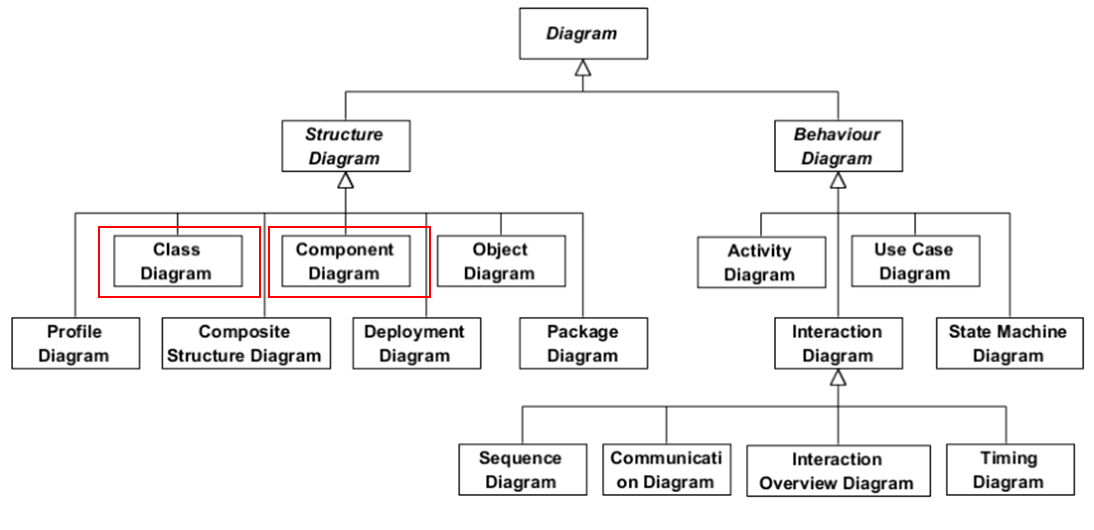 Diagram
Structure
Diagram
Behaviour
Diagram
Class
Diagram
Component
Diagram
Object
Diagram
Activity
Diagram
Use Case
Diagram
Profile
Diagram
Composite
Structure Diagram
Deployment
Diagram
Package
Diagram
Interaction
Diagram
State Machine
Diagram
Sequence
Diagram
Communicati
on Diagram
Interaction
Overview Diagram
Timing
Diagram